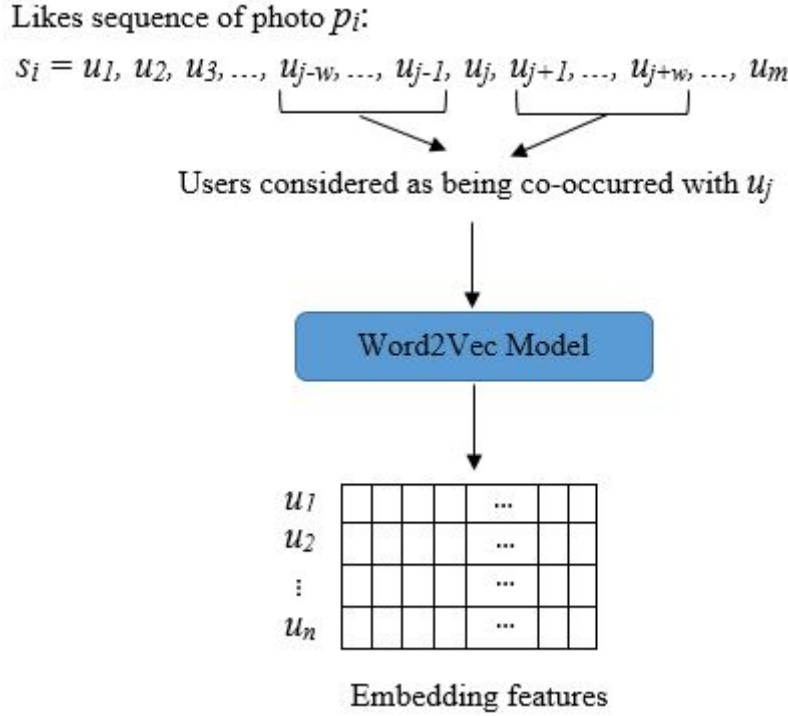 Likes sequence of photo pi:
si = u1, u2, u3, ..., uj-w, ..., uj-1, uj, uj+1, ..., uj+w, ..., um
Users considered as being co-occurred with uj
Word2Vec Model
u1 ...
u2 ...
⋮ ...
un ...
Embedding features